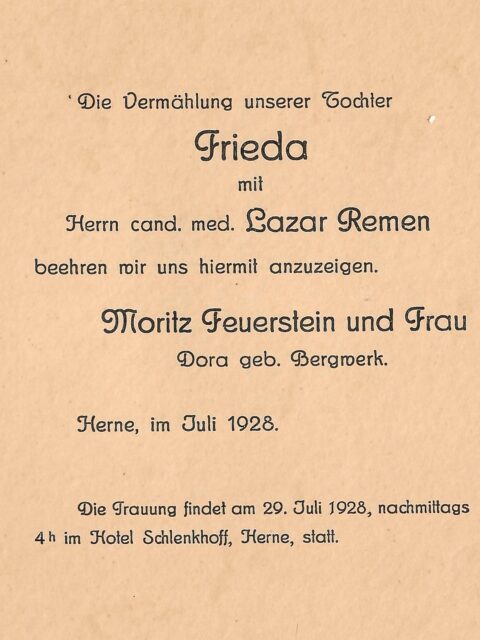 Die Vermählung unserer Tochter
Frieda
mit
Herrn cand. med. Lazar Remen
beehren wir uns hiermit anzuzeigen.
Moritz Feuerstein und Frau
Dora geb. Bergwerk.
Herne, im Juli 1928.
Die Trauung findet am 29. Juli 1928, nachmittags
4h im Hotel Schlenkhoff, Herne, statt.